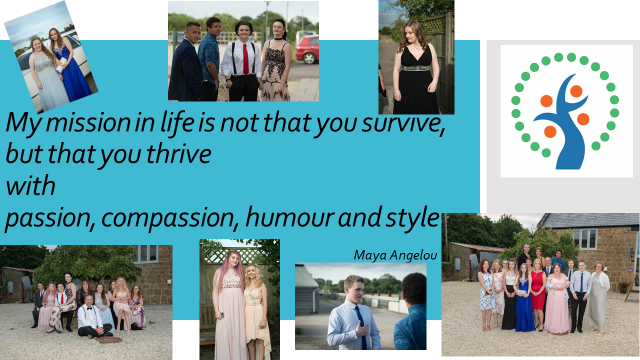 My mission in life is not that you survive,
but that you thrive
with
passion, compassion, humour and style
Maya Angelou